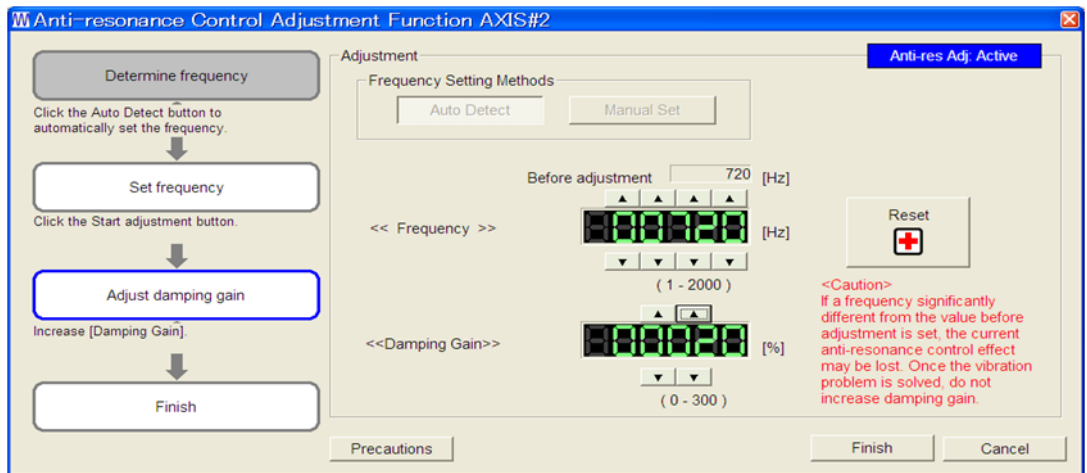 Anti-resonance Control Adjustment Function AXIS#2
Determine frequency
Click the Auto Detect button to
automatically set the frequency.
Set frequency
Click the Start adjustment button.
Adjust damping gain
Increase [Damping Gain].
Finish
Adjustment
Anti-res Adj: Active
Frequency Setting Methods
Auto Detect
Manual Set
Before adjustment 720 [Hz]
<< Frequency >> 00720 [Hz]
( 1 - 2000 )
<<Damping Gain>> 00020 [%]
( 0 - 300 )
Reset
<Caution>
If a frequency significantly
different from the value before
adjustment is set, the current
anti-resonance control effect
may be lost. Once the vibration
problem is solved, do not
increase damping gain.
Precautions
Finish
Cancel